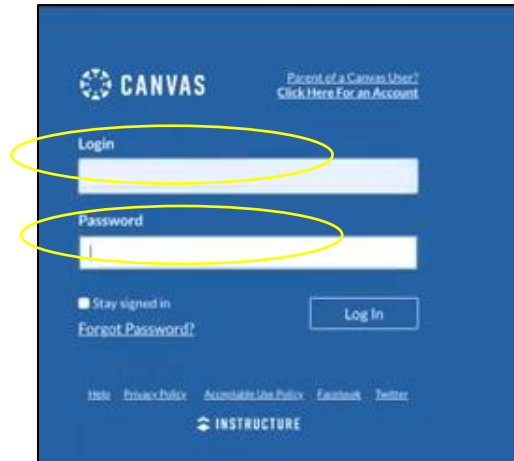 CANVAS
Parent of a Canvas User?
Click Here For an Account
Login
Password
Stay signed in
Log In
Forgot Password?
Help Privacy Policy Acceptable Use Policy Facebook Twitter
INSTRUCTURE